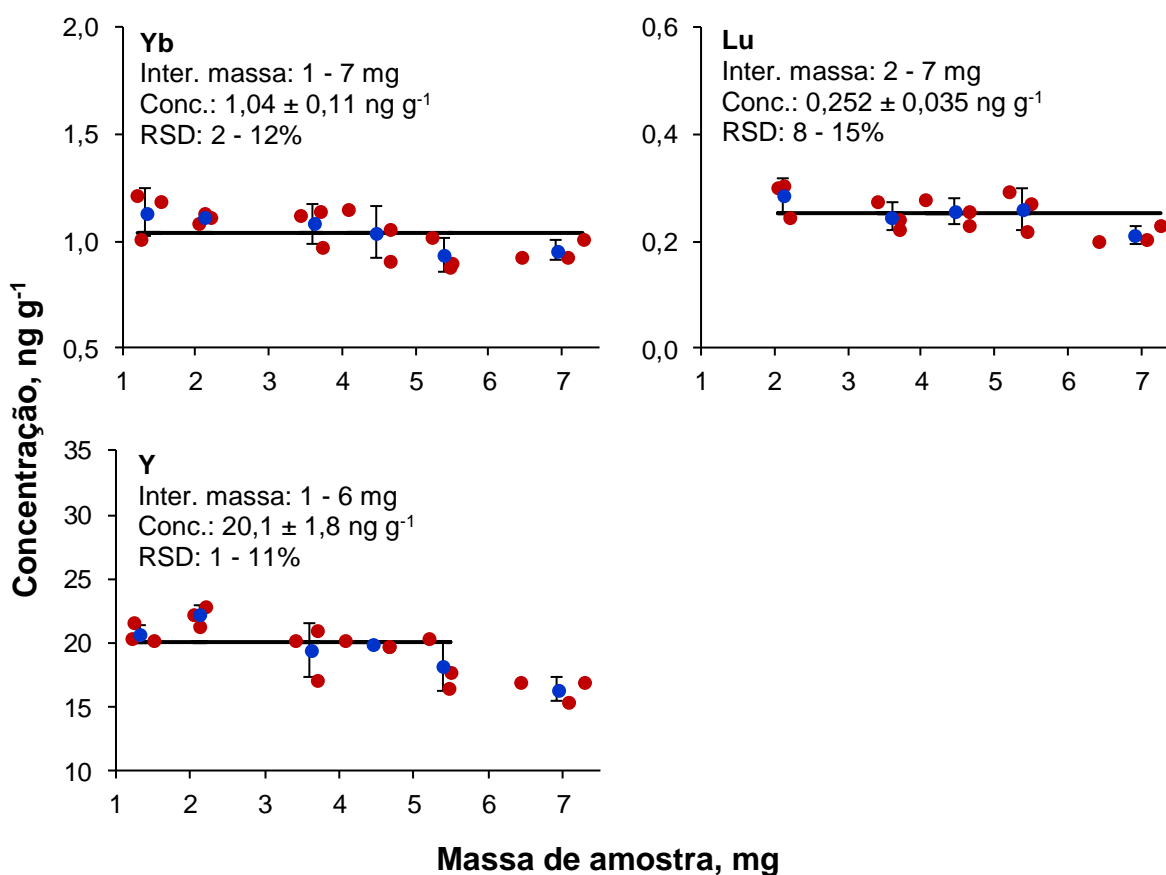 Concentração, ng g-1
Yb
Inter. massa: 1 - 7 mg
Conc.: 1,04 ± 0,11 ng g-1
RSD: 2 - 12%
2,0
1,5
1,0
0,5
1 2 3 4 5 6 7
Lu
Inter. massa: 2 - 7 mg
Conc.: 0,252 ± 0,035 ng g-1
RSD: 8 - 15%
0,6
0,4
0,2
0,0
1 2 3 4 5 6 7
Y
Inter. massa: 1 - 6 mg
Conc.: 20,1 ± 1,8 ng g-1
RSD: 1 - 11%
35
30
25
20
15
10
1 2 3 4 5 6 7
Massa de amostra, mg